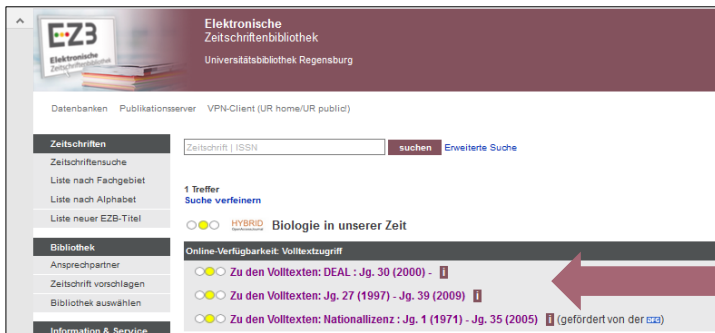 EZB
Elektronische
Zeitschriftenbibliothek
Elektronische
Zeitschriftenbibliothek
Universitätsbibliothek Regensburg
Datenbanken Publikationsserver VPN-Client (UR home/UR public!)
Zeitschriften
Zeitschriftensuche
Liste nach Fachgebiet
Liste nach Alphabet
Liste neuer EZB-Titel
Bibliothek
Ansprechpartner
Zeitschrift vorschlagen
Bibliothek auswählen
Information & Service
Zeitschrift | ISSN suchen Erweiterte Suche
1 Treffer
Suche verfeinern
HYBRID Biologie in unserer Zeit
Online-Verfügbarkeit: Volltextzugriff
Zu den Volltexten: DEAL : Jg. 30 (2000) - i
Zu den Volltexten: Jg. 27 (1997) - Jg. 39 (2009) i
Zu den Volltexten: Nationallizenz : Jg. 1 (1971) - Jg. 35 (2005) i (gefördert von der DFG)